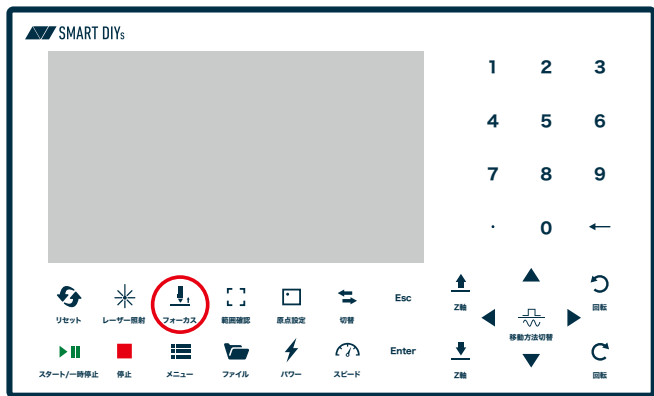 SMART DIYs
1 2 3
4 5 6
7 8 9
. 0 ←
リセット レーザー照射 フォーカス 範囲確認 原点設定 切替 Esc Z軸 回転
移動方法切替
スタート/一時停止 停止 メニュー ファイル パワー スピード Enter Z軸 回転